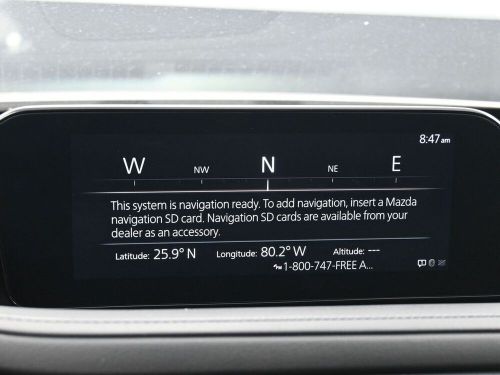 8:47am
W NW N NE E
This system is navigation ready. To add navigation, insert a Mazda
navigation SD card. Navigation SD cards are available from your
dealer as an accessory.
Latitude: 25.9° N Longitude: 80.2° W Altitude: ---
1-800-747-FREE A...